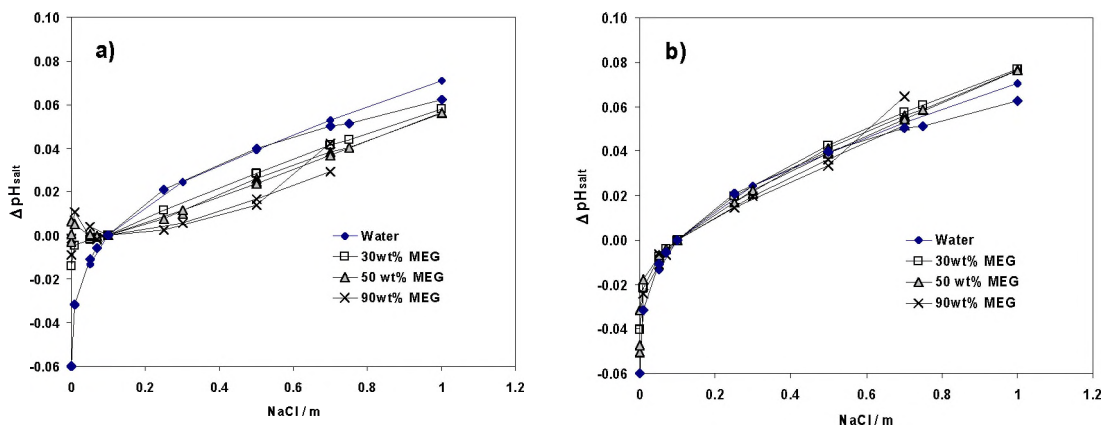 a)
0.10
0.08
0.06
0.04
0.02
0.00
-0.02
-0.04
-0.06
ΔpHsalt
0 0.2 0.4 0.6 0.8 1 1.2
NaCl / m
Water
30wt% MEG
50 wt% MEG
90wt% MEG
b)
0.10
0.08
0.06
0.04
0.02
0.00
-0.02
-0.04
-0.06
ΔpHsalt
0 0.2 0.4 0.6 0.8 1 1.2
NaCl / m
Water
30wt% MEG
50 wt% MEG
90wt% MEG